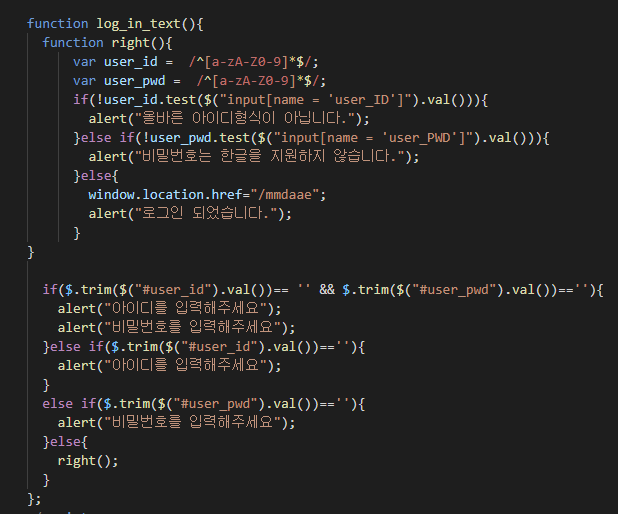 function log_in_text(){
function right(){
var user_id = /^[a-zA-Z0-9]*$/;
var user_pwd = /^[a-zA-Z0-9]*$/;
if(!user_id.test($("input[name = 'user_ID']").val())){
alert("올바른 아이디형식이 아닙니다.");
}else if(!user_pwd.test($("input[name = 'user_PWD']").val())){
alert("비밀번호는 한글을 지원하지 않습니다.");
}else{
window.location.href="/mmdaae";
alert("로그인 되었습니다.");
}
}
if($.trim($("#user_id").val())== '' && $.trim($("#user_pwd").val())==''){
alert("아이디를 입력해주세요");
alert("비밀번호를 입력해주세요");
}else if($.trim($("#user_id").val())==''){
alert("아이디를 입력해주세요");
}
else if($.trim($("#user_pwd").val())==''){
alert("비밀번호를 입력해주세요");
}else{
right();
}
};